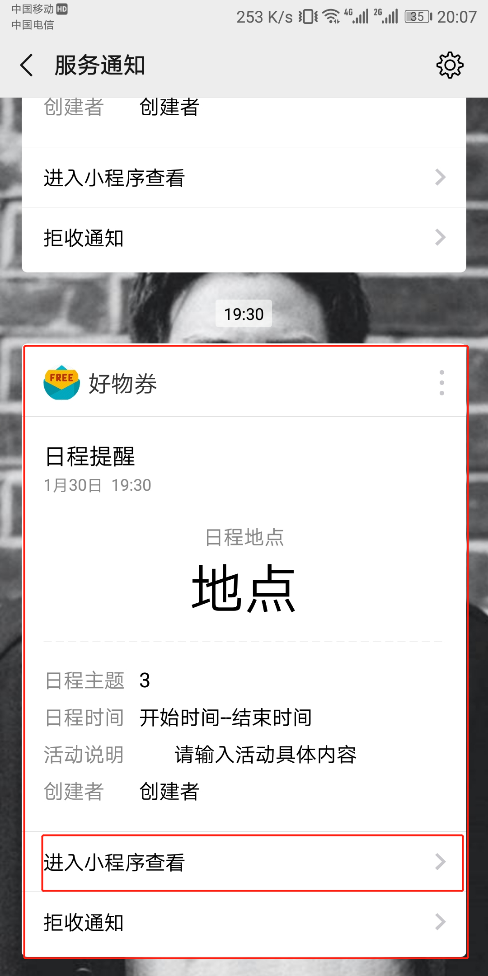 中国移动 HD
中国电信
253 K/s 4G 2G 35 20:07
服务通知
创建者 创建者
进入小程序查看
拒收通知
19:30
FREE 好物券
日程提醒
1月30日 19:30
日程地点
地点
日程主题 3
日程时间 开始时间-结束时间
活动说明 请输入活动具体内容
创建者 创建者
进入小程序查看
拒收通知